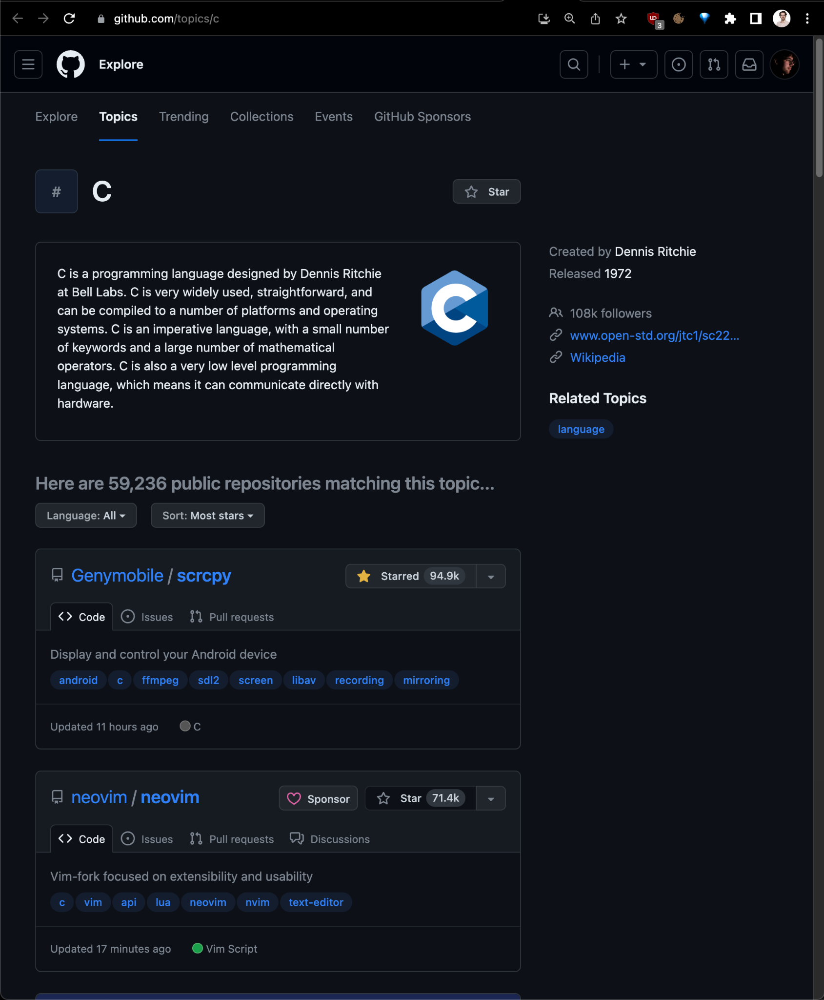 github.com/topics/c
3
Explore
Explore Topics Trending Collections Events GitHub Sponsors
# C Star
C is a programming language designed by Dennis Ritchie
at Bell Labs. C is very widely used, straightforward, and
can be compiled to a number of platforms and operating
systems. C is an imperative language, with a small number
of keywords and a large number of mathematical
operators. C is also a very low level programming
language, which means it can communicate directly with
hardware.
Created by Dennis Ritchie
Released 1972
108k followers
www.open-std.org/jtc1/sc22...
Wikipedia
Related Topics
language
Here are 59,236 public repositories matching this topic...
Language: All Sort: Most stars
Genymobile / scrcpy Starred 94.9k
Code Issues Pull requests
Display and control your Android device
android c ffmpeg sdl2 screen libav recording mirroring
Updated 11 hours ago C
neovim / neovim Sponsor Star 71.4k
Code Issues Pull requests Discussions
Vim-fork focused on extensibility and usability
c vim api lua neovim nvim text-editor
Updated 17 minutes ago Vim Script